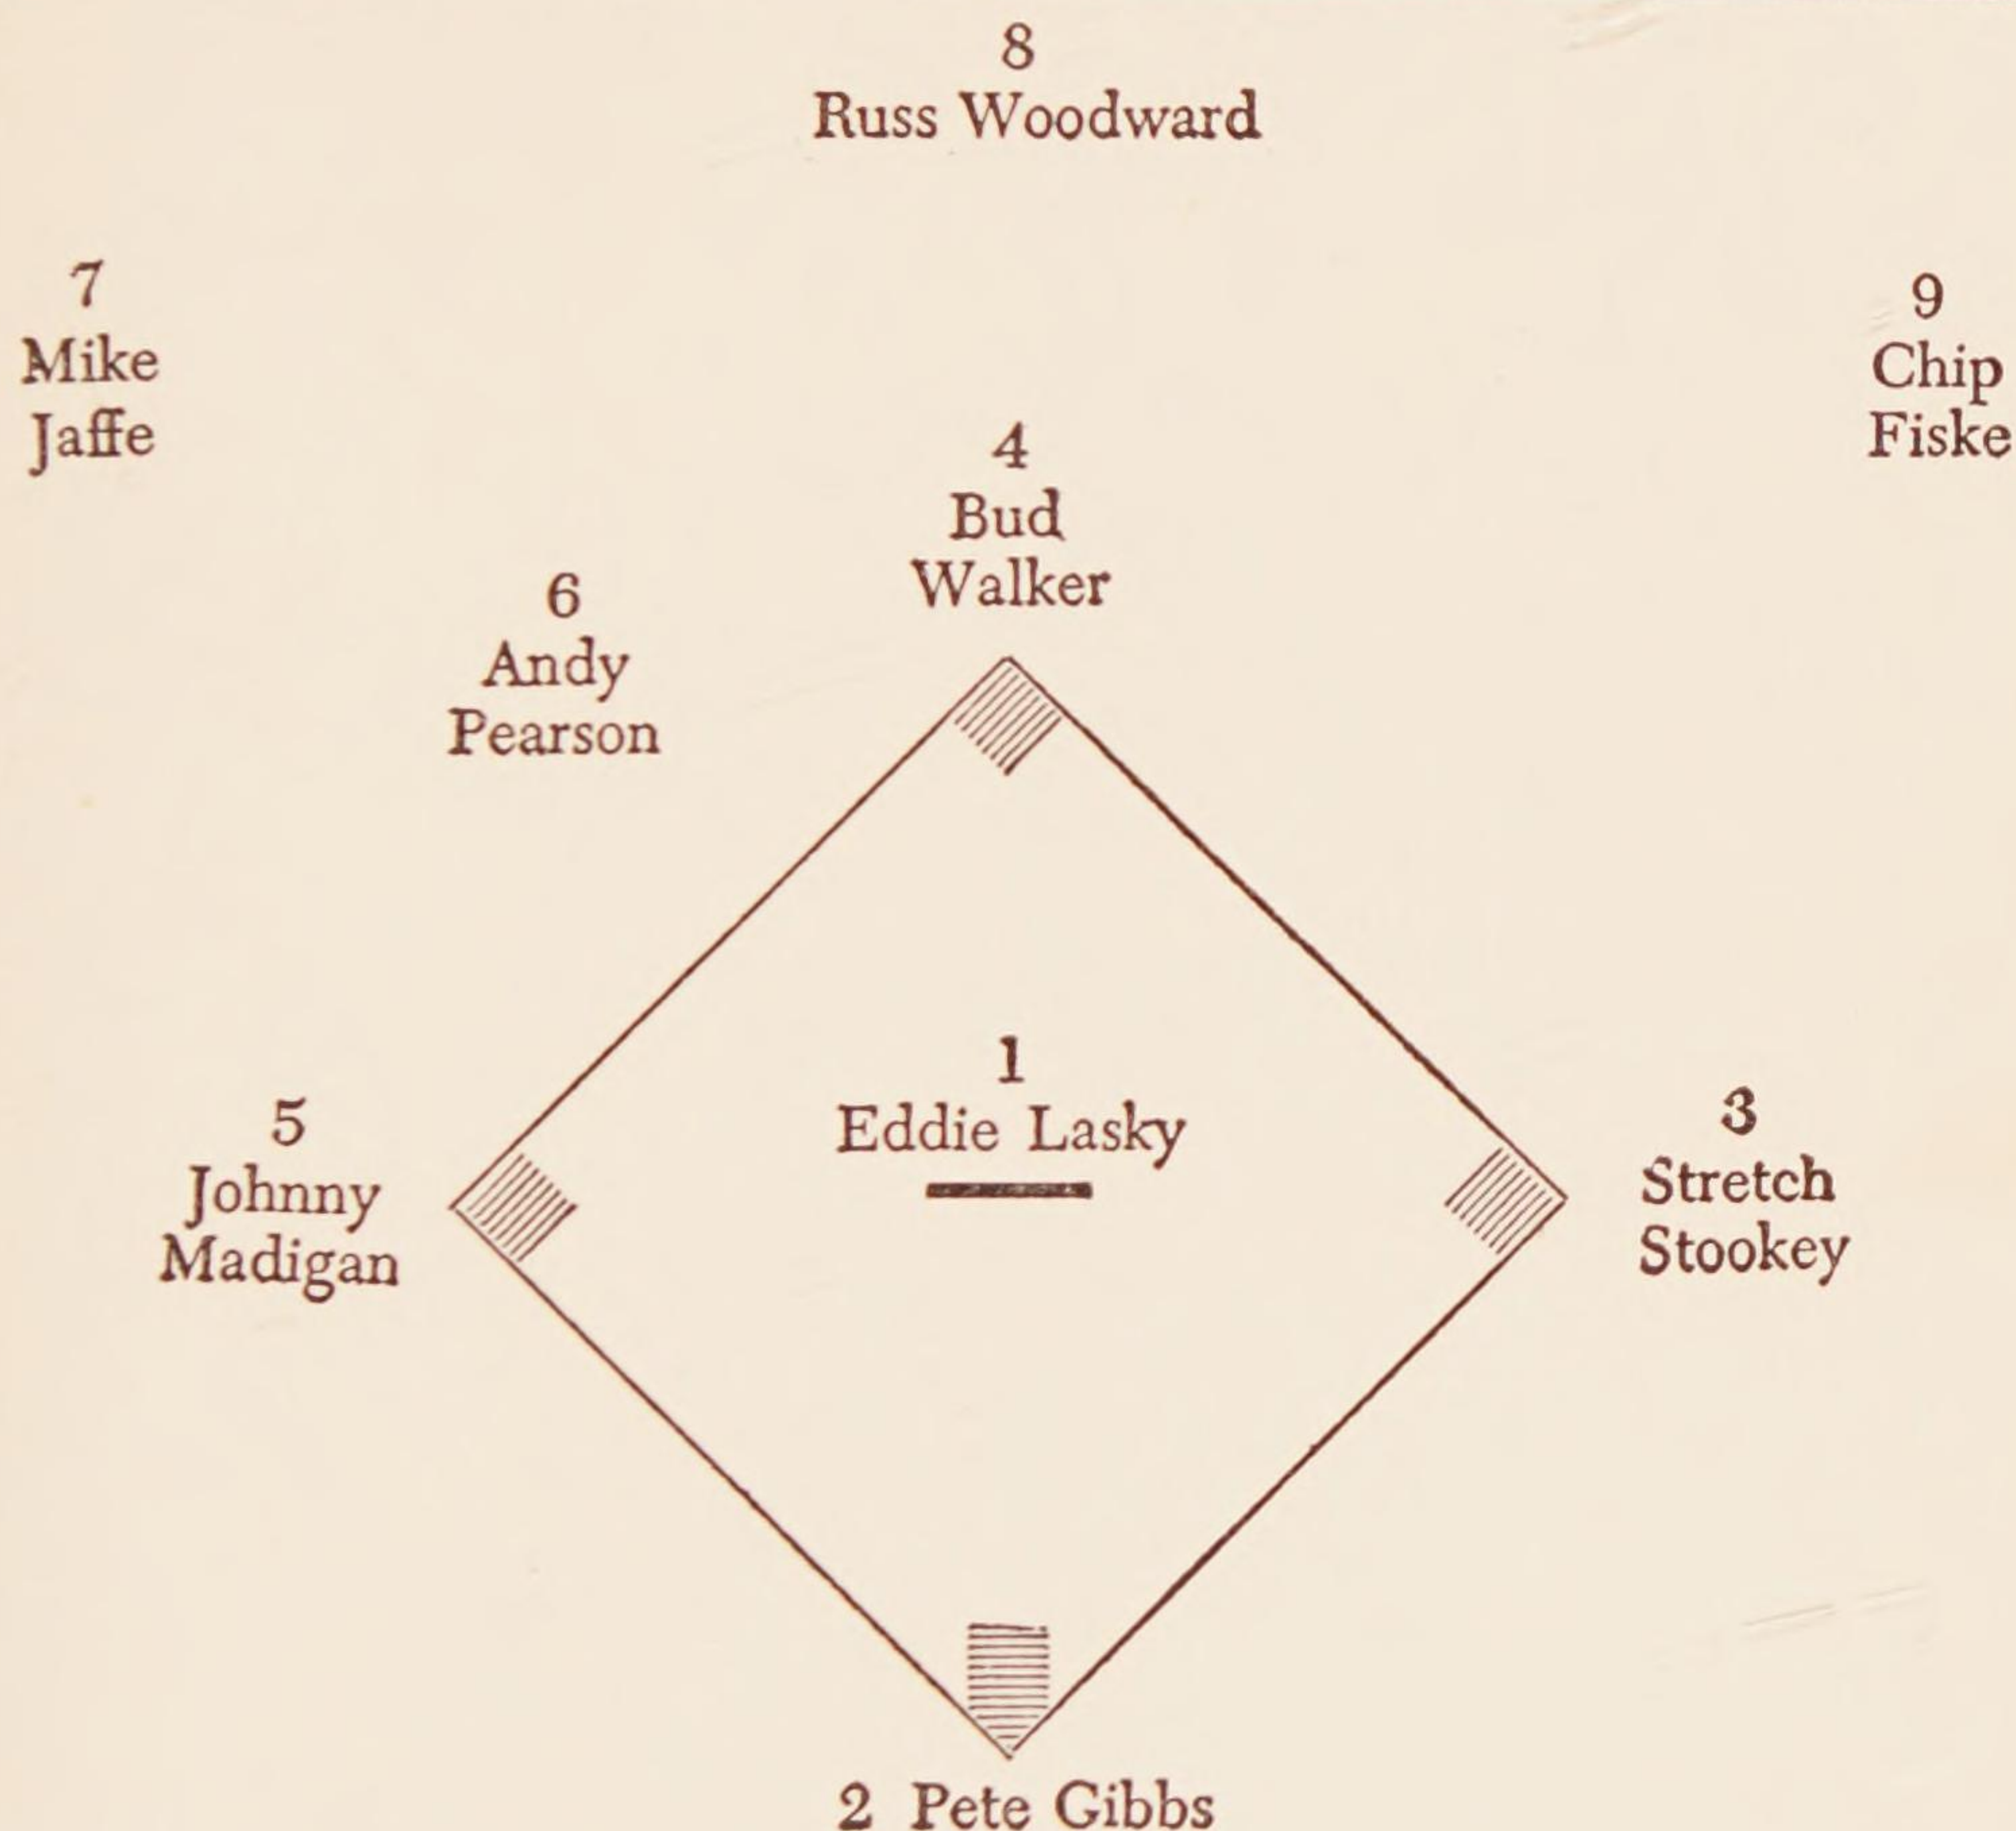 8
Russ Woodward
7
Mike
Jaffe
9
Chip
Fiske
4
Bud
Walker
6
Andy
Pearson
1
Eddie Lasky
5
Johnny
Madigan
3
Stretch
Stookey
2 Pete Gibbs